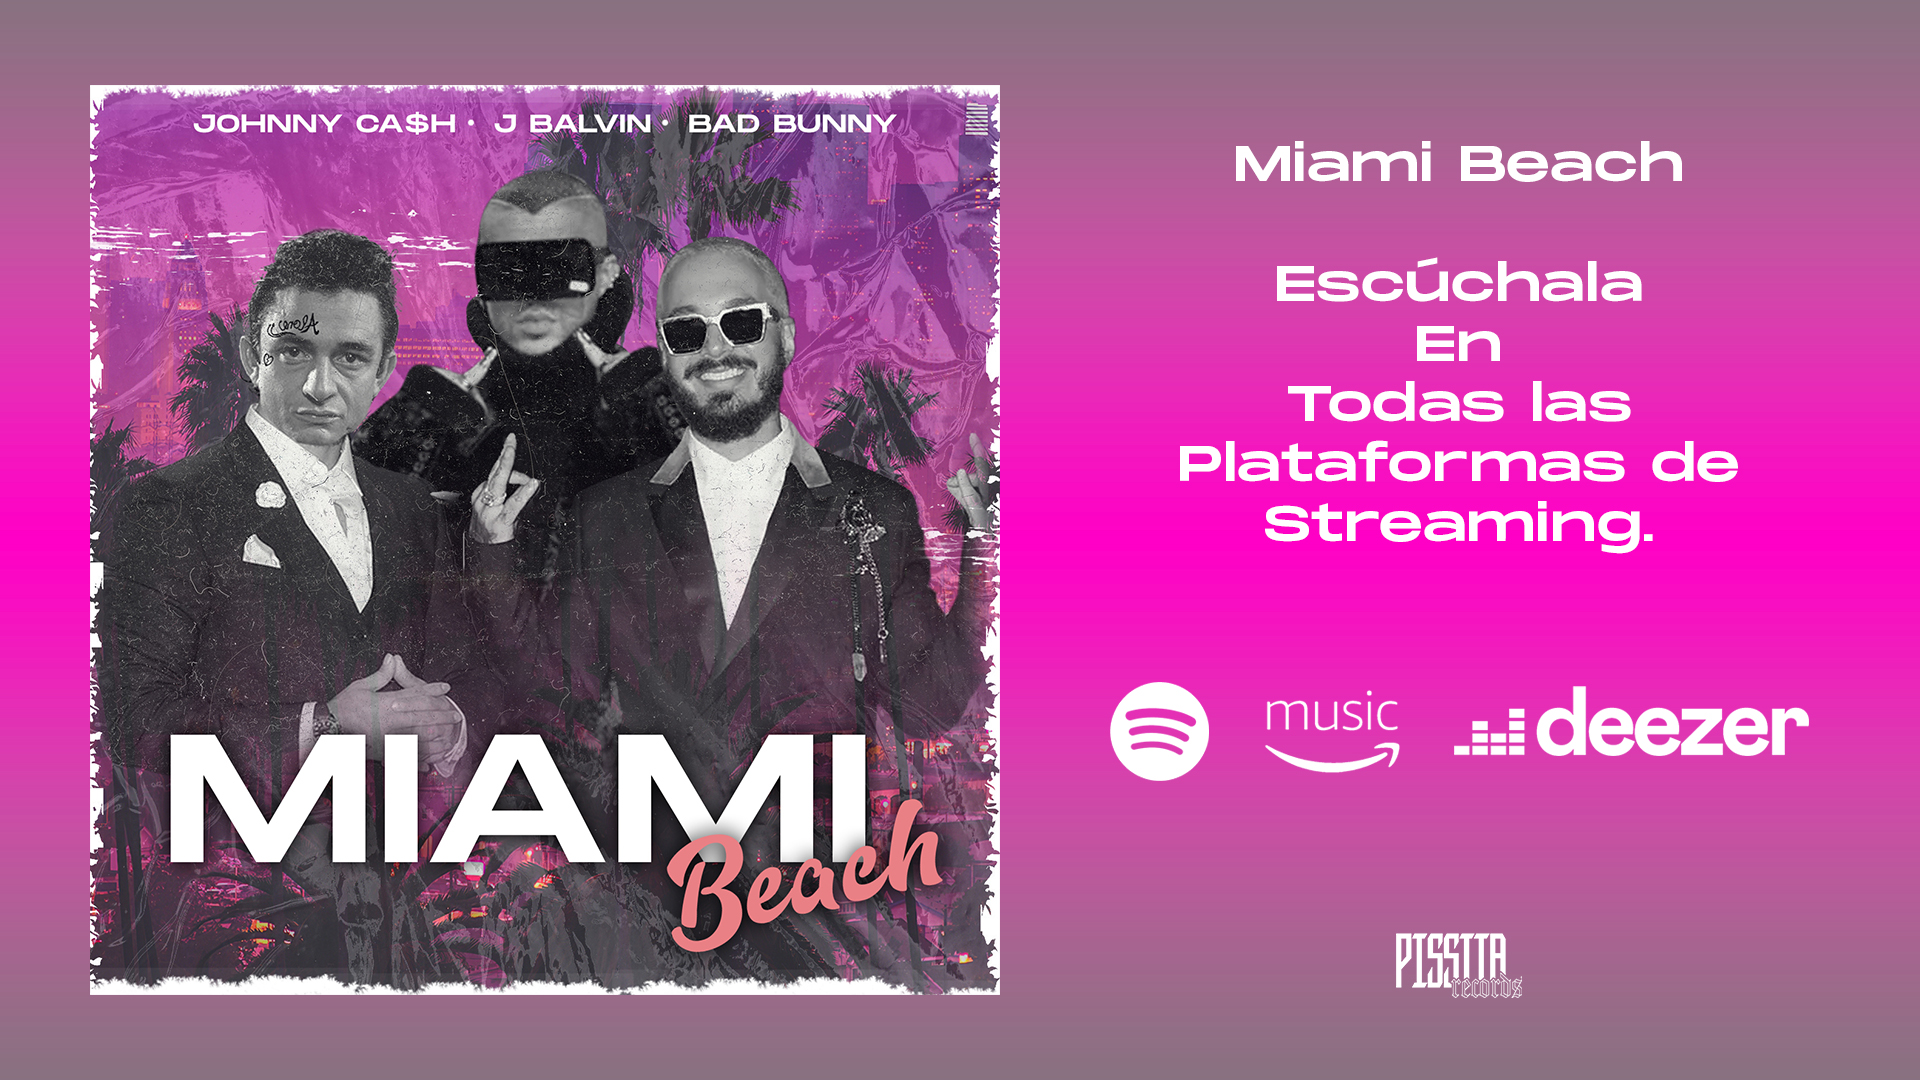 JOHNNY CA$H • J BALVIN • BAD BUNNY
MIAMI
Beach
Miami Beach
Escúchala
En
Todas las
Plataformas de
Streaming.
music
deezer
PISSTTA
records